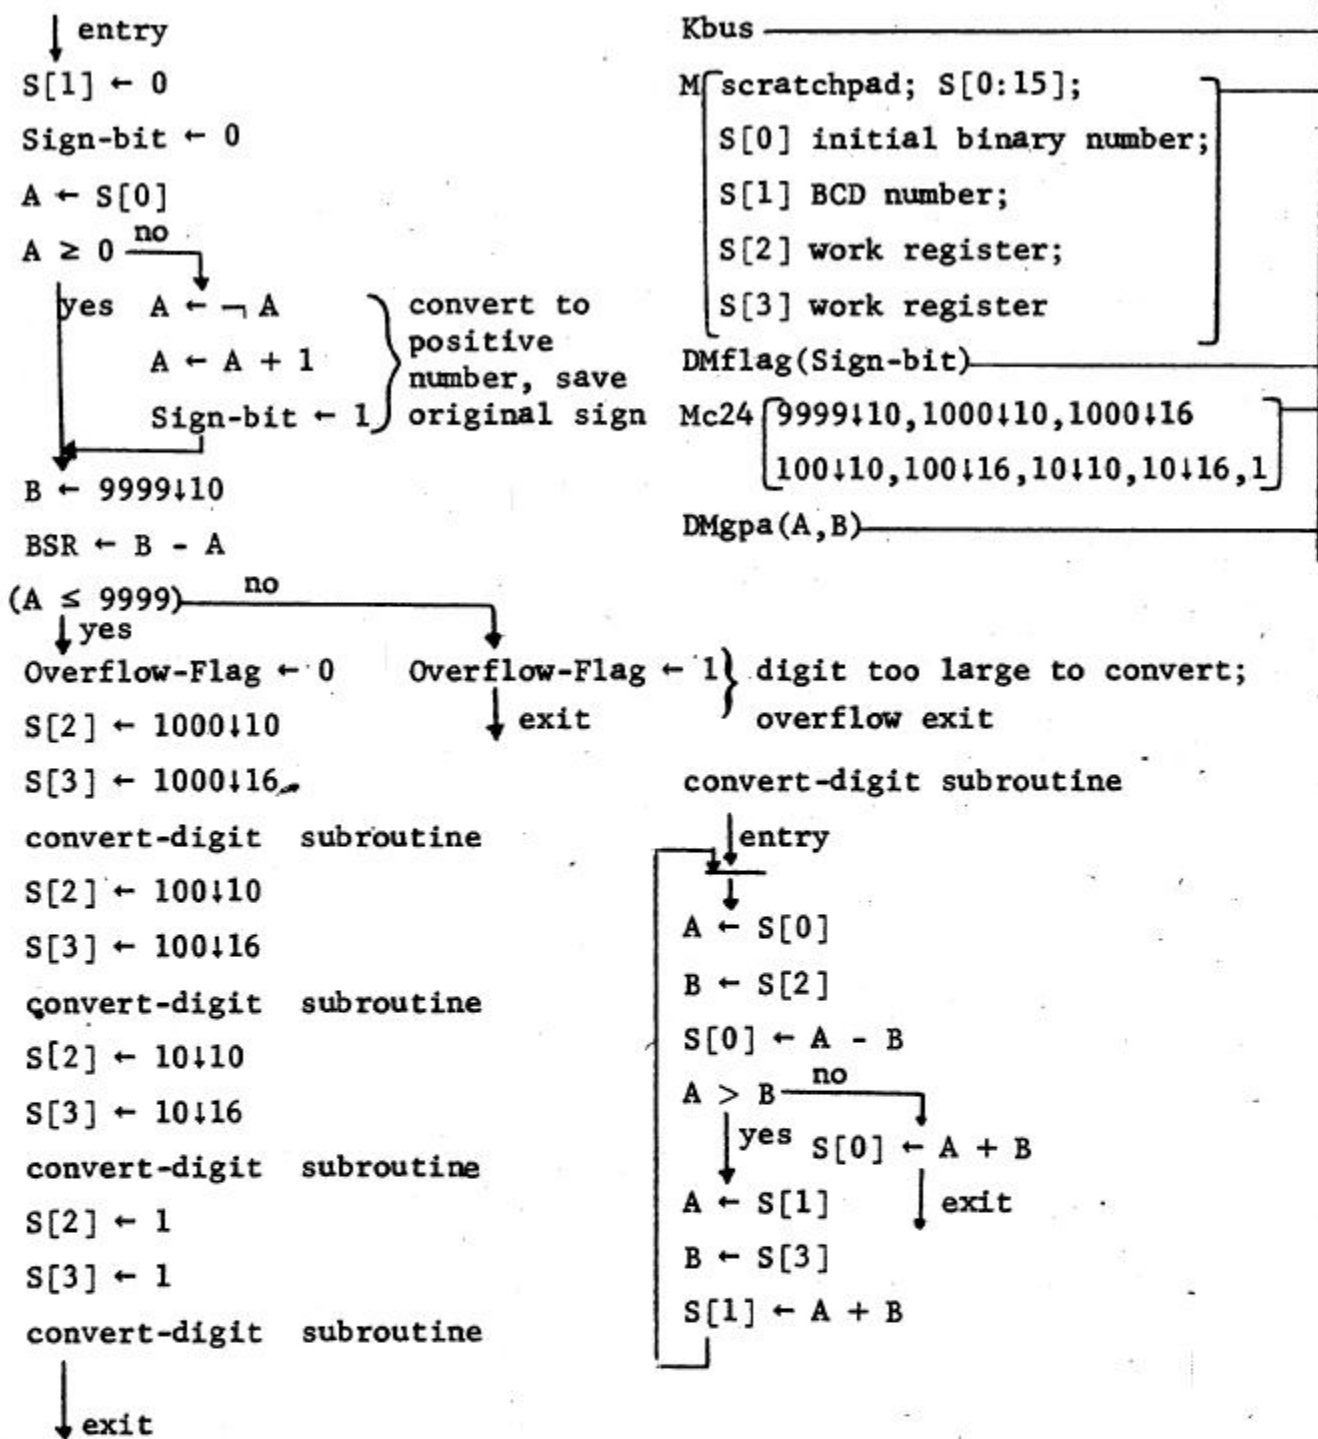 entry
S[1] ← 0
Sign-bit ← 0
A ← S[0]
A ≥ 0 no
yes A ← ¬ A
A ← A + 1
Sign-bit ← 1
convert to
positive
number, save
original sign
B ← 9999↓10
BSR ← B - A
(A ≤ 9999) no
yes
Overflow-Flag ← 0
S[2] ← 1000↓10
S[3] ← 1000↓16
convert-digit subroutine
S[2] ← 100↓10
S[3] ← 100↓16
convert-digit subroutine
S[2] ← 10↓10
S[3] ← 10↓16
convert-digit subroutine
S[2] ← 1
S[3] ← 1
convert-digit subroutine
exit
Overflow-Flag ← 1
exit
digit too large to convert;
overflow exit
Kbus
M scratchpad; S[0:15];
S[0] initial binary number;
S[1] BCD number;
S[2] work register;
S[3] work register
DMflag(Sign-bit)
Mc24 9999↓10,1000↓10,1000↓16
100↓10,100↓16,10↓10,10↓16,1
DMgpa(A,B)
convert-digit subroutine
entry
A ← S[0]
B ← S[2]
S[0] ← A - B
A > B no
yes S[0] ← A + B
A ← S[1] exit
B ← S[3]
S[1] ← A + B